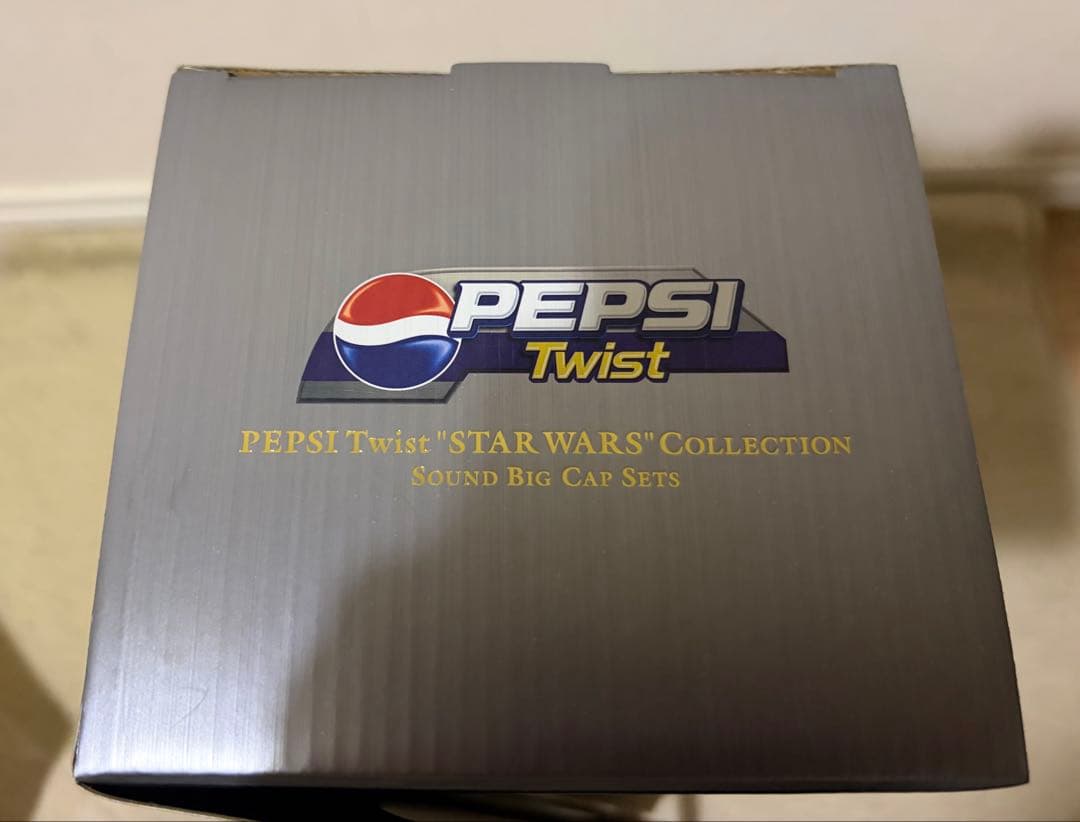 PEPSI
Twist
PEPSI Twist "STAR WARS" COLLECTION
SOUND BIG CAP SETS